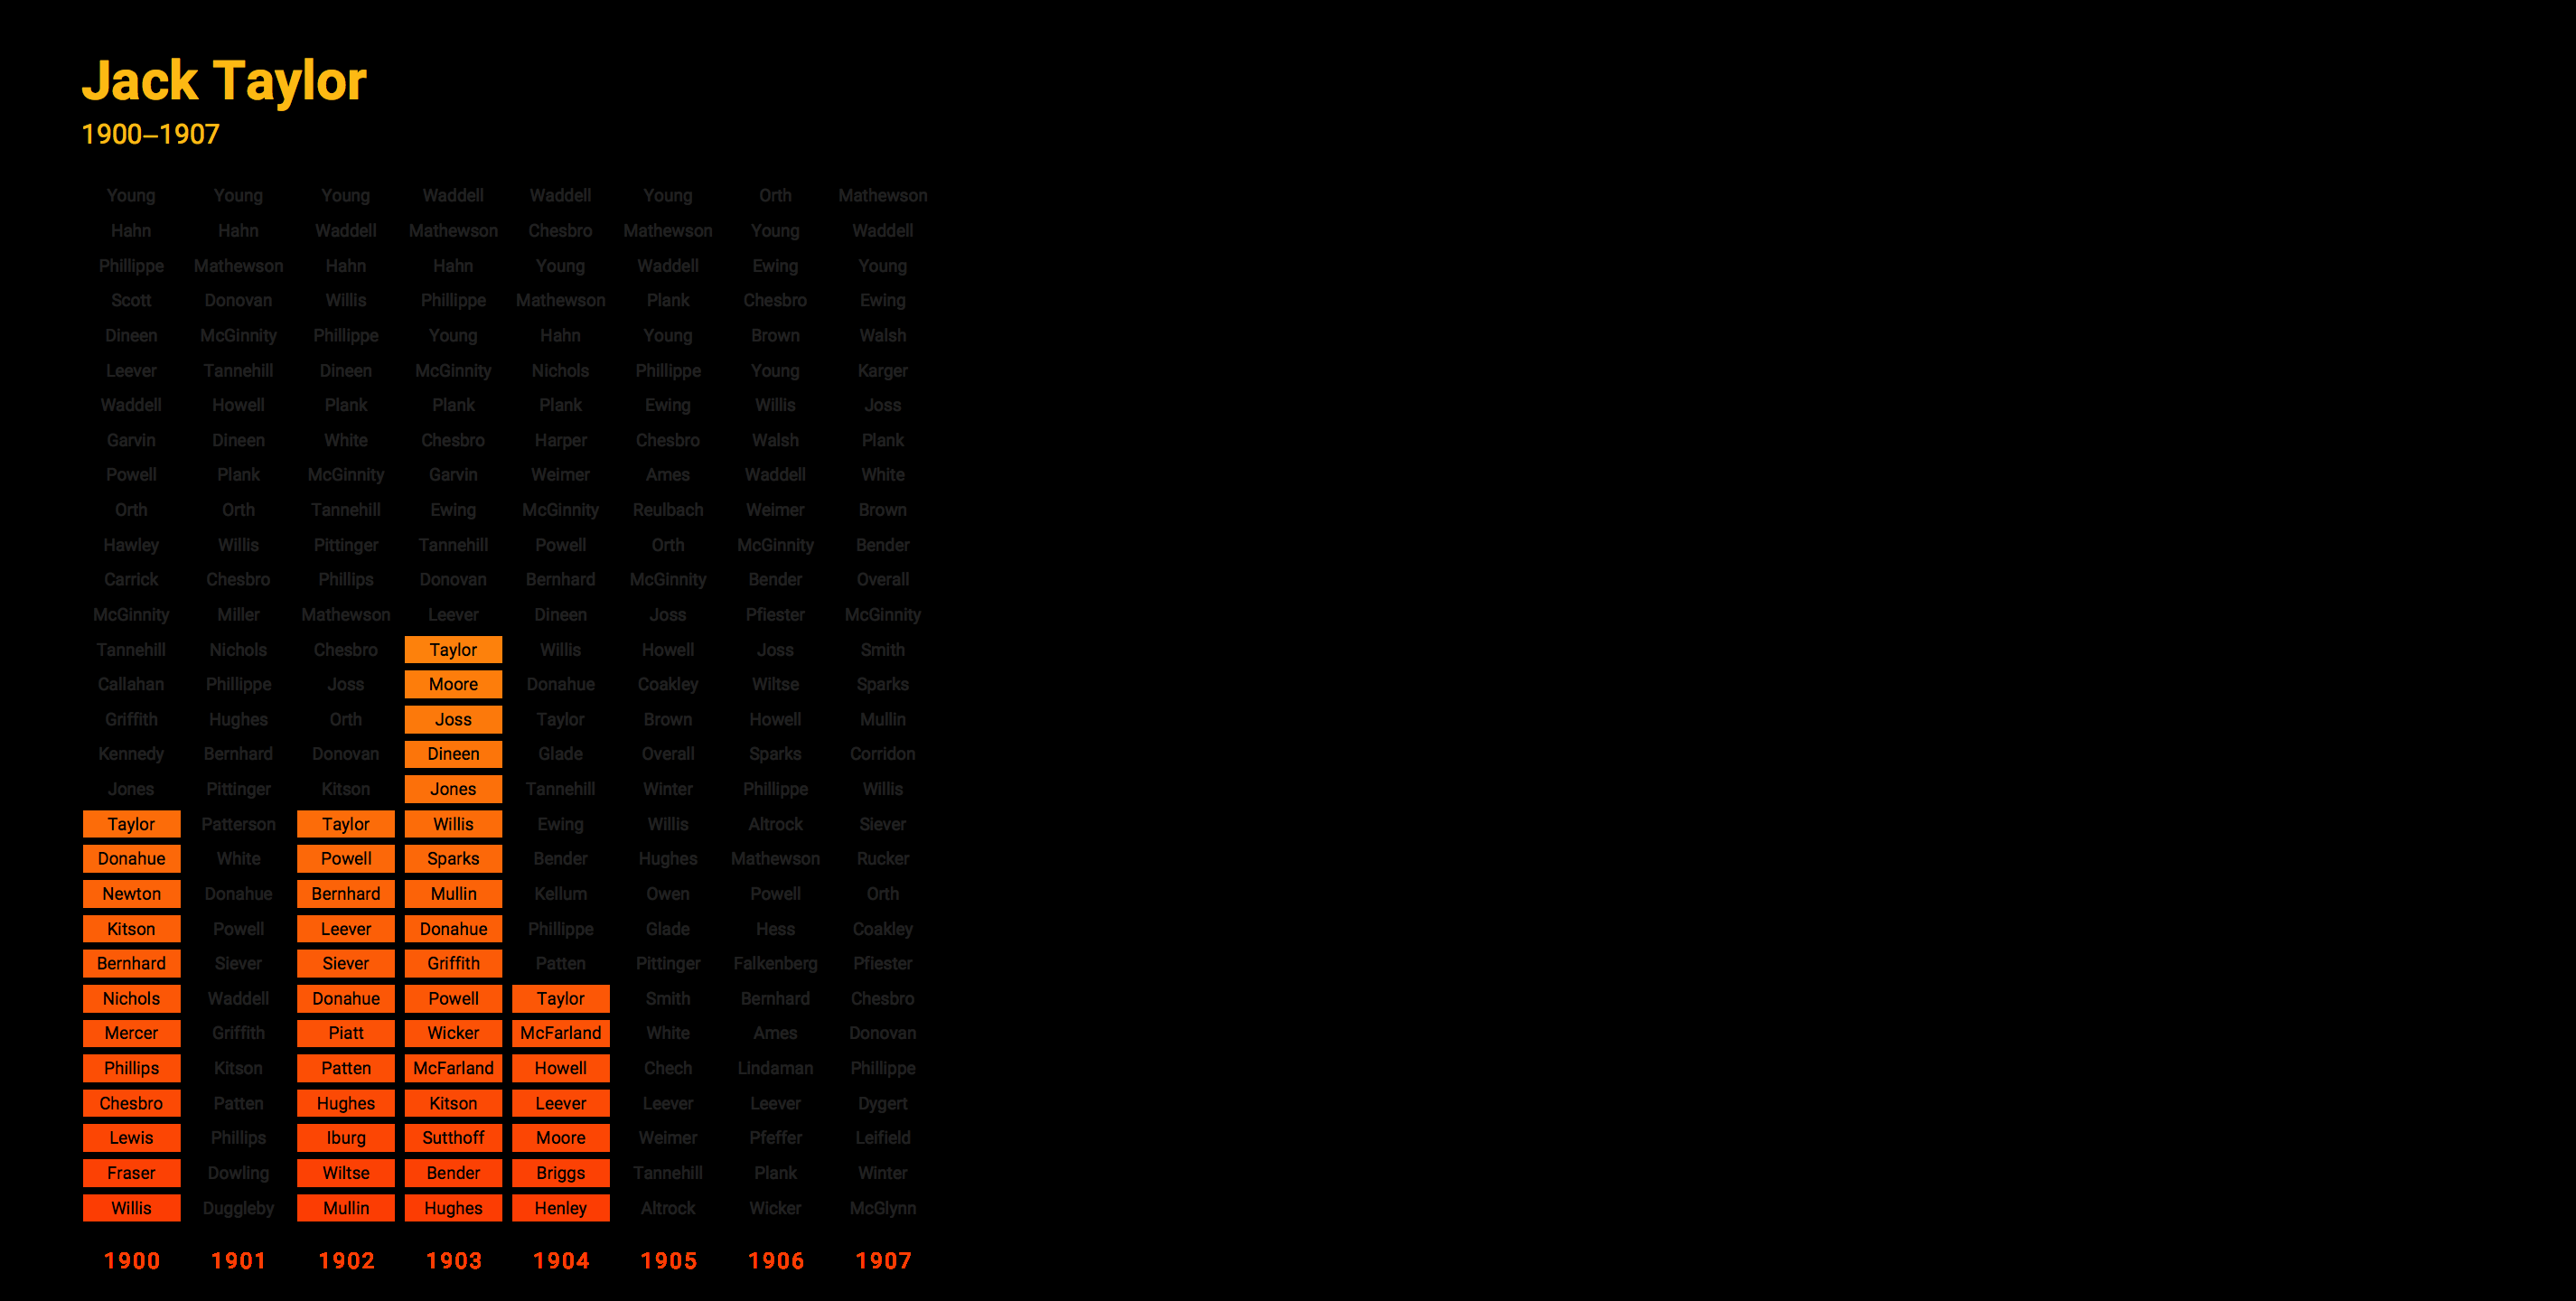 Jack Taylor
1900–1907
Young Young Young Waddell Waddell Young Orth Mathewson
Hahn Hahn Waddell Mathewson Chesbro Mathewson Young Waddell
Phillippe Mathewson Hahn Hahn Young Waddell Ewing Young
Scott Donovan Willis Phillippe Mathewson Plank Chesbro Ewing
Dineen McGinnity Phillippe Young Hahn Young Brown Walsh
Leever Tannehill Dineen McGinnity Nichols Phillippe Young Karger
Waddell Howell Plank Plank Plank Ewing Willis Joss
Garvin Dineen White Chesbro Harper Chesbro Walsh Plank
Powell Plank McGinnity Garvin Weimer Ames Waddell White
Orth Orth Tannehill Ewing McGinnity Reulbach Weimer Brown
Hawley Willis Pittinger Tannehill Powell Orth McGinnity Bender
Carrick Chesbro Phillips Donovan Bernhard McGinnity Bender Overall
McGinnity Miller Mathewson Leever Dineen Joss Pfiester McGinnity
Tannehill Nichols Chesbro Taylor Willis Howell Joss Smith
Callahan Phillippe Joss Moore Donahue Coakley Wiltse Sparks
Griffith Hughes Orth Joss Taylor Brown Howell Mullin
Kennedy Bernhard Donovan Dineen Glade Overall Sparks Corridon
Jones Pittinger Kitson Jones Tannehill Winter Phillippe Willis
Taylor Patterson Taylor Willis Ewing Willis Altrock Siever
Donahue White Powell Sparks Bender Hughes Mathewson Rucker
Newton Donahue Bernhard Mullin Kellum Owen Powell Orth
Kitson Powell Leever Donahue Phillippe Glade Hess Coakley
Bernhard Siever Siever Griffith Patten Pittinger Falkenberg Pfiester
Nichols Waddell Donahue Powell Taylor Smith Bernhard Chesbro
Mercer Griffith Piatt Wicker McFarland White Ames Donovan
Phillips Kitson Patten McFarland Howell Chech Lindaman Phillippe
Chesbro Patten Hughes Kitson Leever Leever Leever Dygert
Lewis Phillips Iburg Sutthoff Moore Weimer Pfeffer Leifield
Fraser Dowling Wiltse Bender Briggs Tannehill Plank Winter
Willis Duggleby Mullin Hughes Henley Altrock Wicker McGlynn
1900 1901 1902 1903 1904 1905 1906 1907